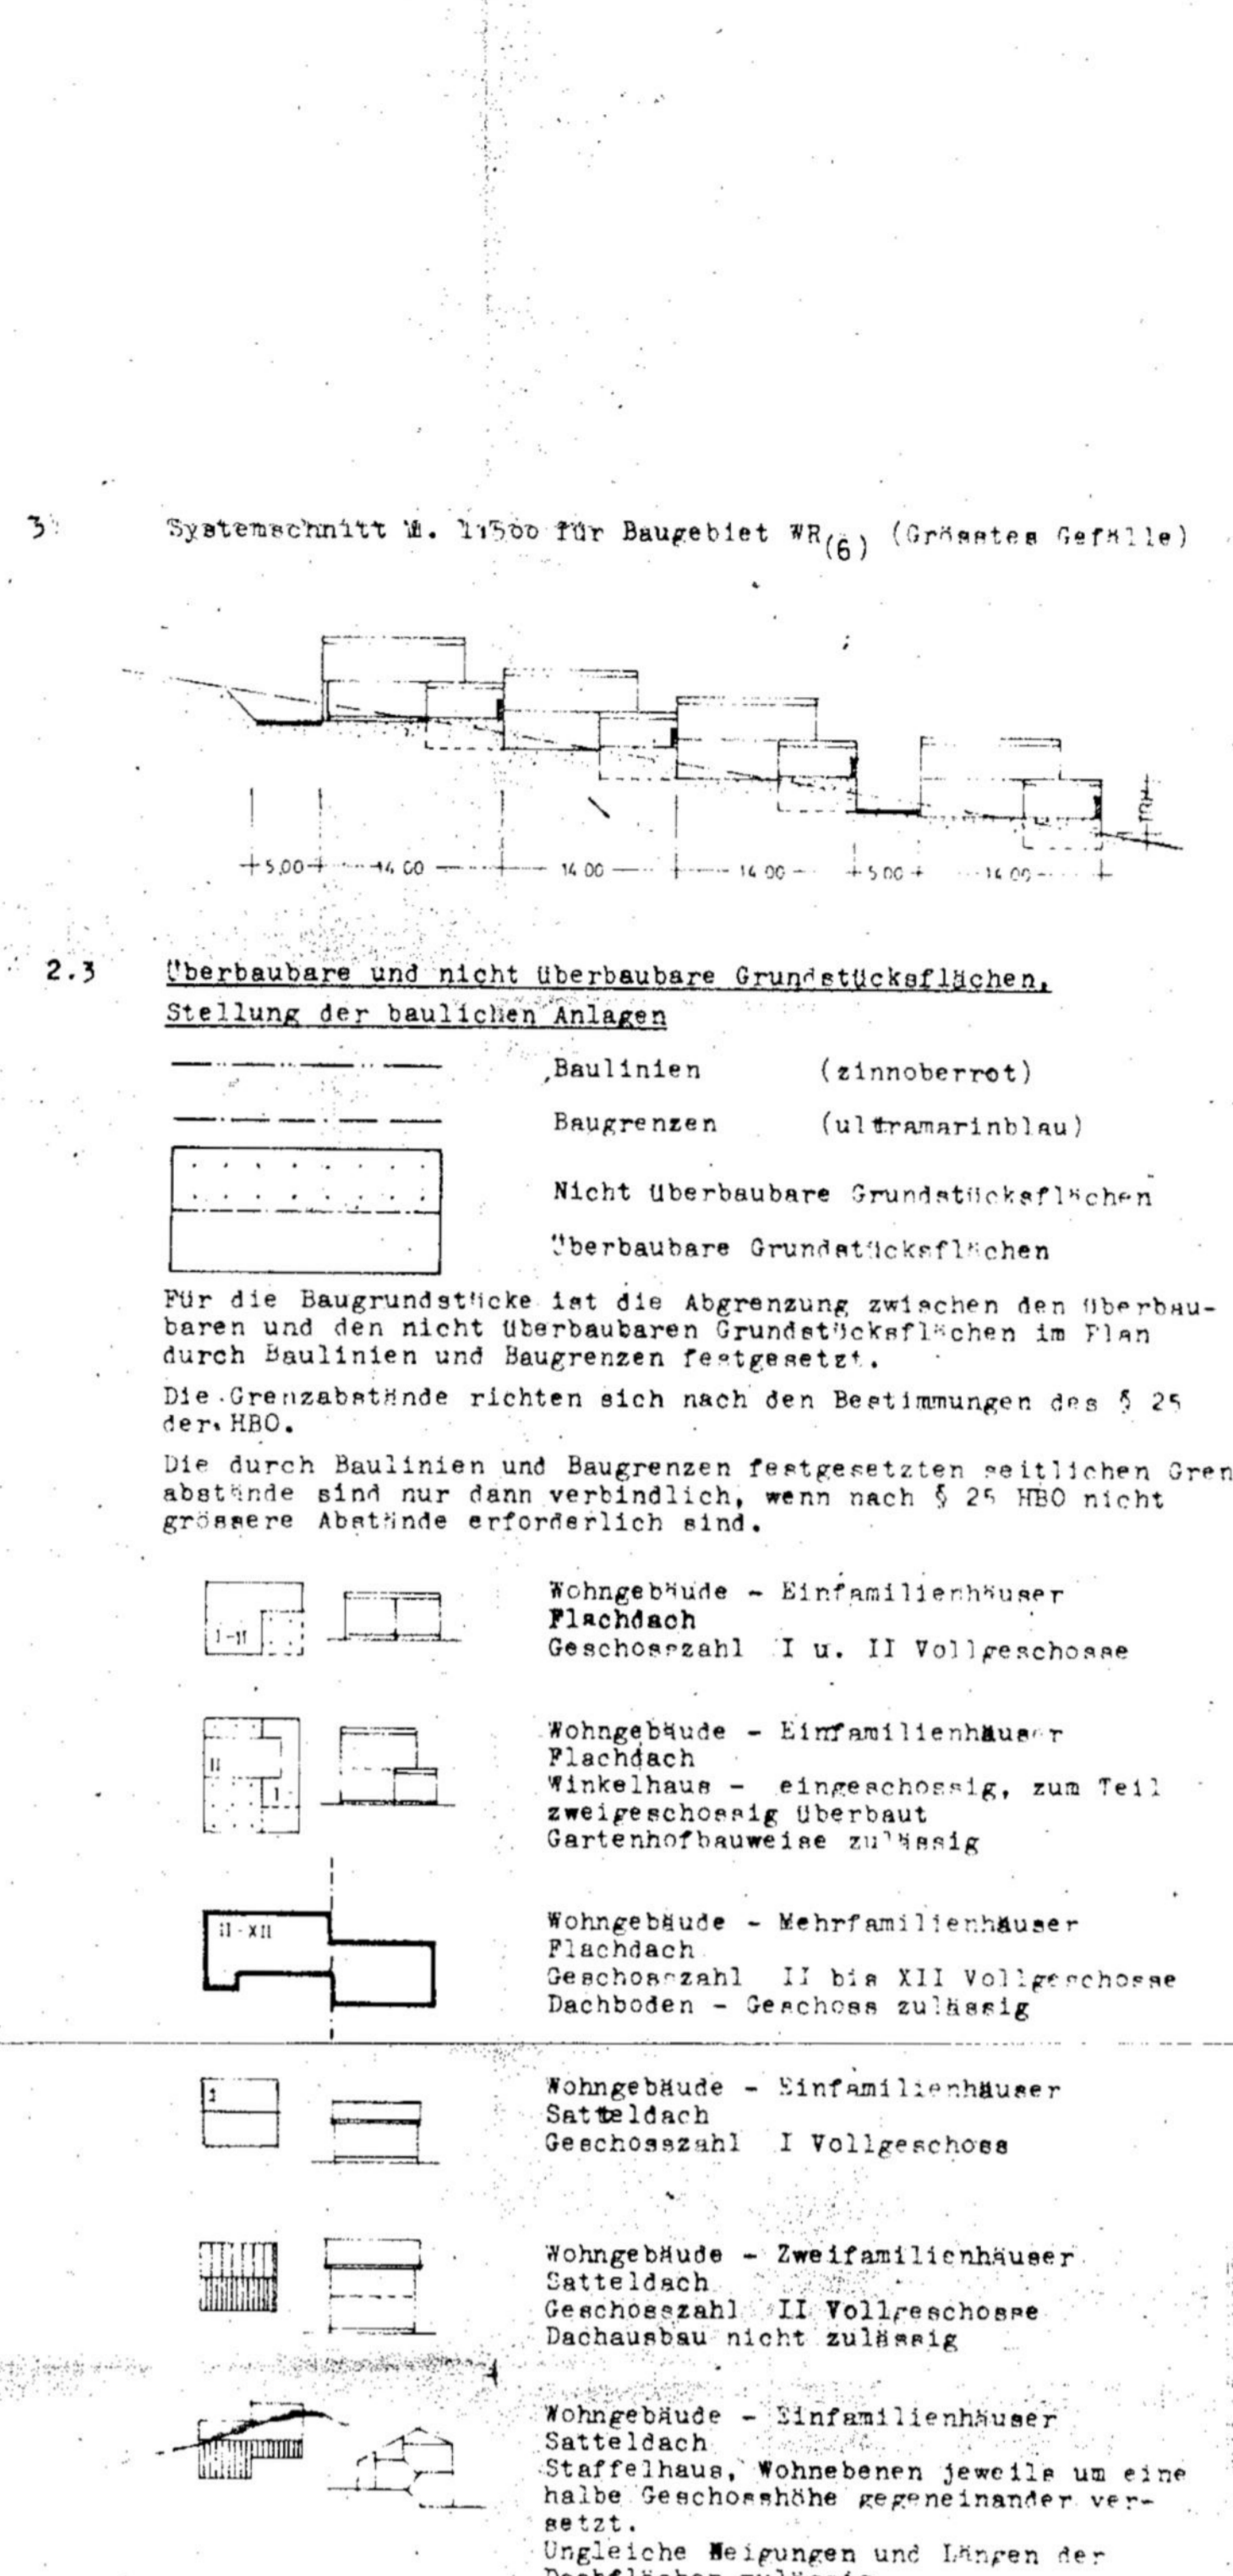 3
Systemschnitt M. 1:500 für Baugebiet WR(6) (Grösstes Gefälle)
5.00 14.00 14.00 14.00 5.00 14.00
2.3 Überbaubare und nicht überbaubare Grundstücksflächen,
Stellung der baulichen Anlagen
Baulinien (zinnoberrot)
Baugrenzen (ultramarinblau)
Nicht überbaubare Grundstücksflächen
Überbaubare Grundstücksflächen
Für die Baugrundstücke ist die Abgrenzung zwischen den überbau-
baren und den nicht überbaubaren Grundstücksflächen im Plan
durch Baulinien und Baugrenzen festgesetzt.
Die Grenzabstände richten sich nach den Bestimmungen des § 25
der HBO.
Die durch Baulinien und Baugrenzen festgesetzten seitlichen Gren
abstände sind nur dann verbindlich, wenn nach § 25 HBO nicht
grössere Abstände erforderlich sind.
I-II
Wohngebäude - Einfamilienhäuser
Flachdach
Geschosszahl I u. II Vollgeschosse
II
I
Wohngebäude - Einfamilienhäuser
Flachdach
Winkelhaus - eingeschossig, zum Teil
zweigeschossig überbaut
Gartenhofbauweise zulässig
II-XII
Wohngebäude - Mehrfamilienhäuser
Flachdach
Geschosszahl II bis XII Vollgeschosse
Dachboden - Geschoss zulässig
I
Wohngebäude - Einfamilienhäuser
Satteldach
Geschosszahl I Vollgeschoss
Wohngebäude - Zweifamilienhäuser
Satteldach
Geschosszahl II Vollgeschosse
Dachausbau nicht zulässig
Wohngebäude - Einfamilienhäuser
Satteldach
Staffelhaus, Wohnebenen jeweils um eine
halbe Geschosshöhe gegeneinander ver-
setzt.
Ungleiche Neigungen und Längen der